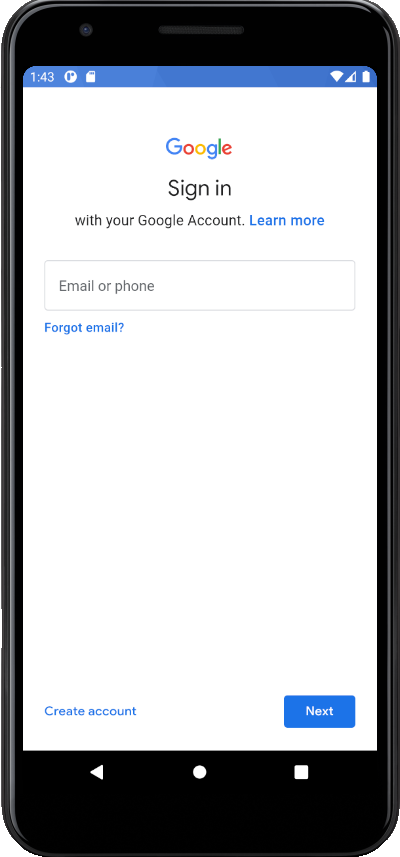 1:43
Google
Sign in
with your Google Account. Learn more
Email or phone
Forgot email?
Create account
Next